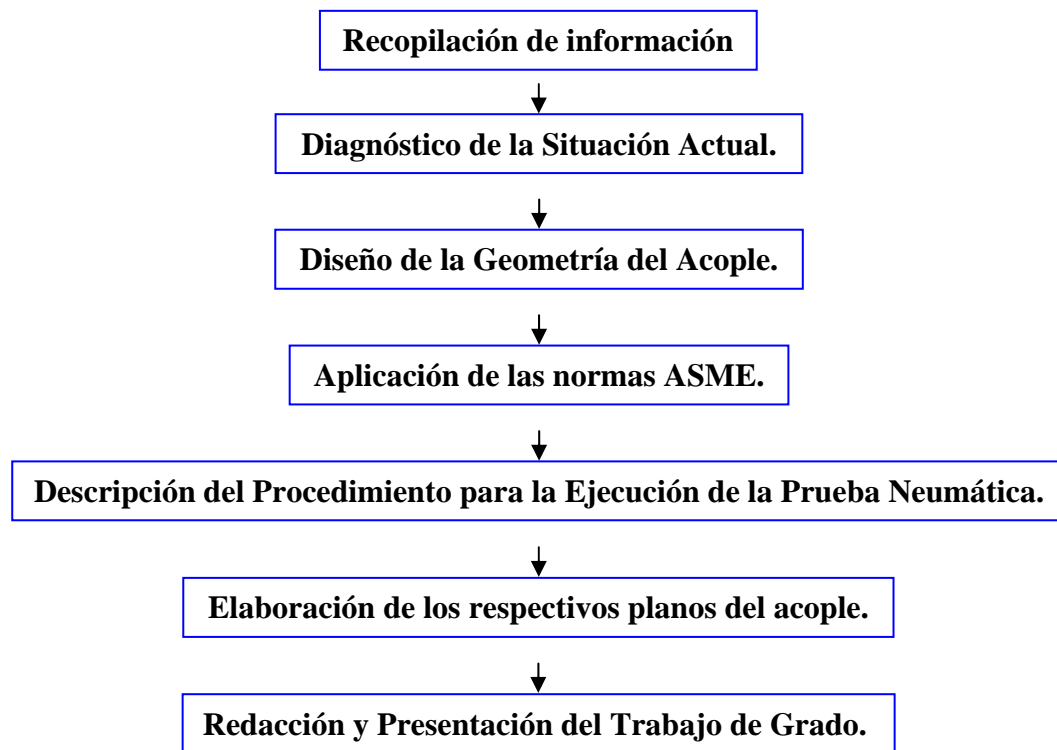 Recopilación de información
Diagnóstico de la Situación Actual.
Diseño de la Geometría del Acople.
Aplicación de las normas ASME.
Descripción del Procedimiento para la Ejecución de la Prueba Neumática.
Elaboración de los respectivos planos del acople.
Redacción y Presentación del Trabajo de Grado.